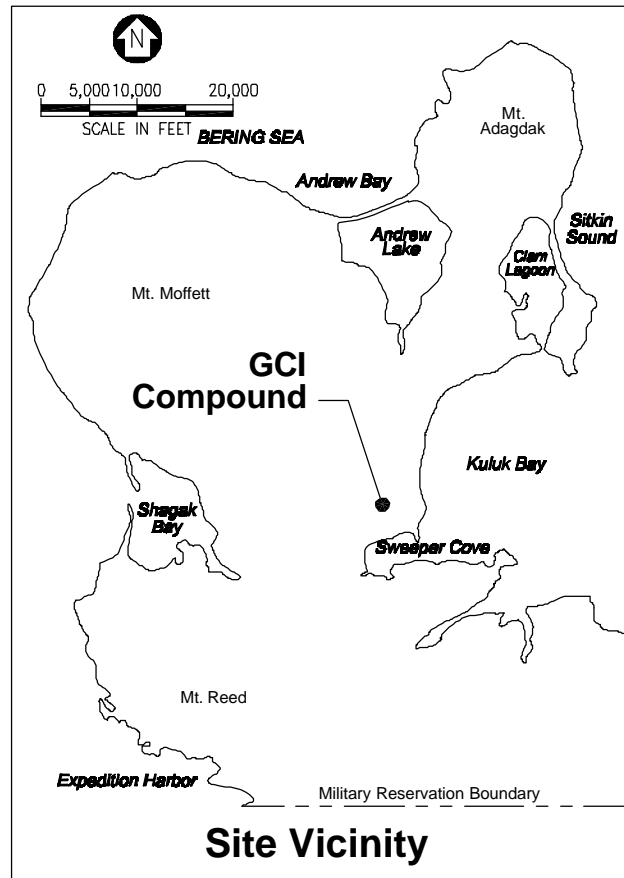 N
0 5,000 10,000 20,000
SCALE IN FEET
BERING SEA
Mt.
Adagdak
Andrew Bay
Andrew
Lake
Sitkin
Sound
Clam
Lagoon
Mt. Moffett
GCI
Compound
Kuluk Bay
Shagak
Bay
Sweeper Cove
Mt. Reed
Expedition Harbor
Military Reservation Boundary
Site Vicinity